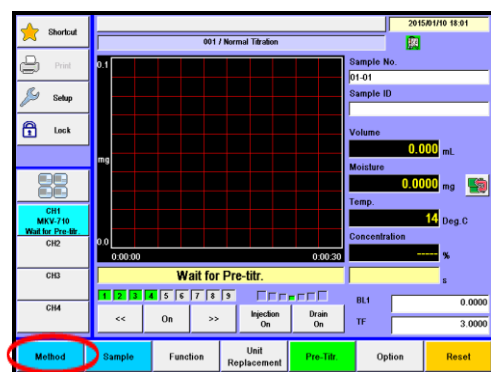 Shortcut
2015/01/10 18:01
001 / Normal Titration
Print
Setup
Lock
0.1
mg
0.0
0:00:00
0:00:30
Sample No.
01-01
Sample ID
Volume
0.000 mL
Moisture
0.0000 mg
Temp.
14 Deg.C
Concentration
----- %
s
CH1
MKV-710
Wait for Pre-titr.
CH2
CH3
CH4
Wait for Pre-titr.
1 2 3 4 5 6 7 8 9
<< On >> Injection On Drain On
BL1 0.0000
TF 3.0000
Method Sample Function Unit Replacement Pre-Titr. Option Reset